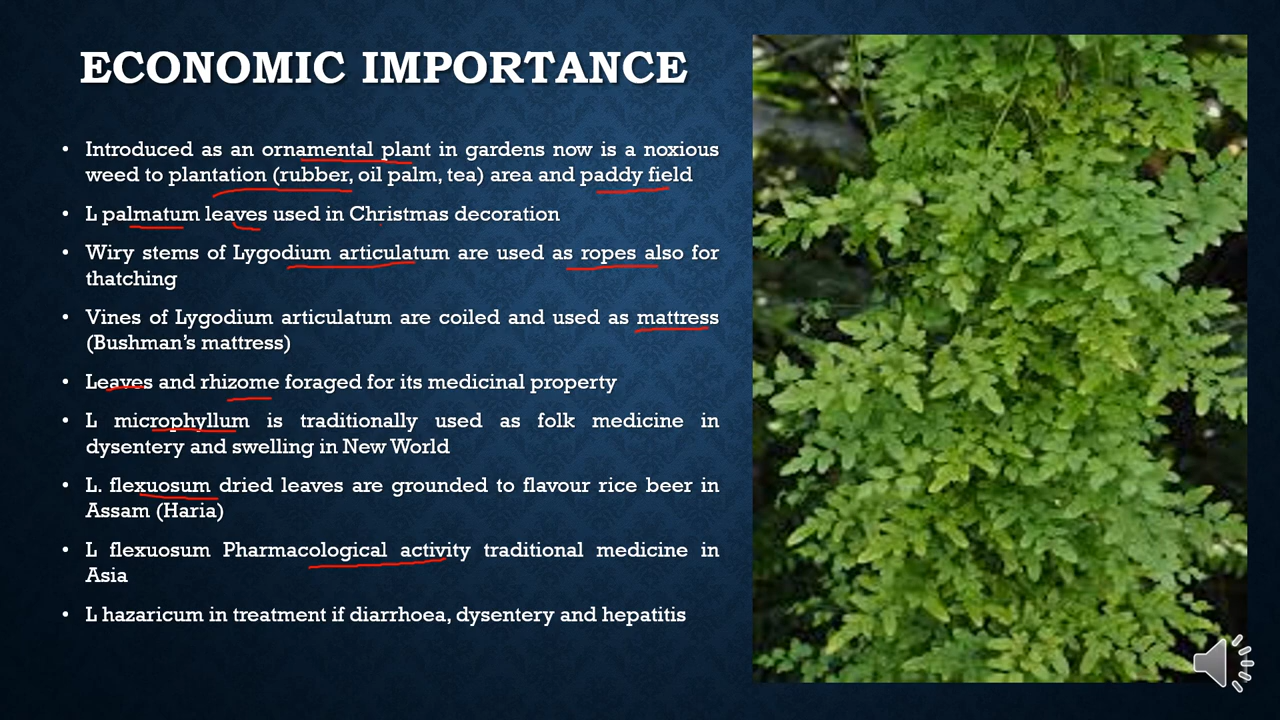 ECONOMIC IMPORTANCE
• Introduced as an ornamental plant in gardens now is a noxious
weed to plantation (rubber, oil palm, tea) area and paddy field
• L palmatum leaves used in Christmas decoration
• Wiry stems of Lygodium articulatum are used as ropes also for
thatching
• Vines of Lygodium articulatum are coiled and used as mattress
(Bushman's mattress)
• Leaves and rhizome foraged for its medicinal property
• L microphyllum is traditionally used as folk medicine in
dysentery and swelling in New World
• L. flexuosum dried leaves are grounded to flavour rice beer in
Assam (Haria)
• L flexuosum Pharmacological activity traditional medicine in
Asia
• L hazaricum in treatment if diarrhoea, dysentery and hepatitis